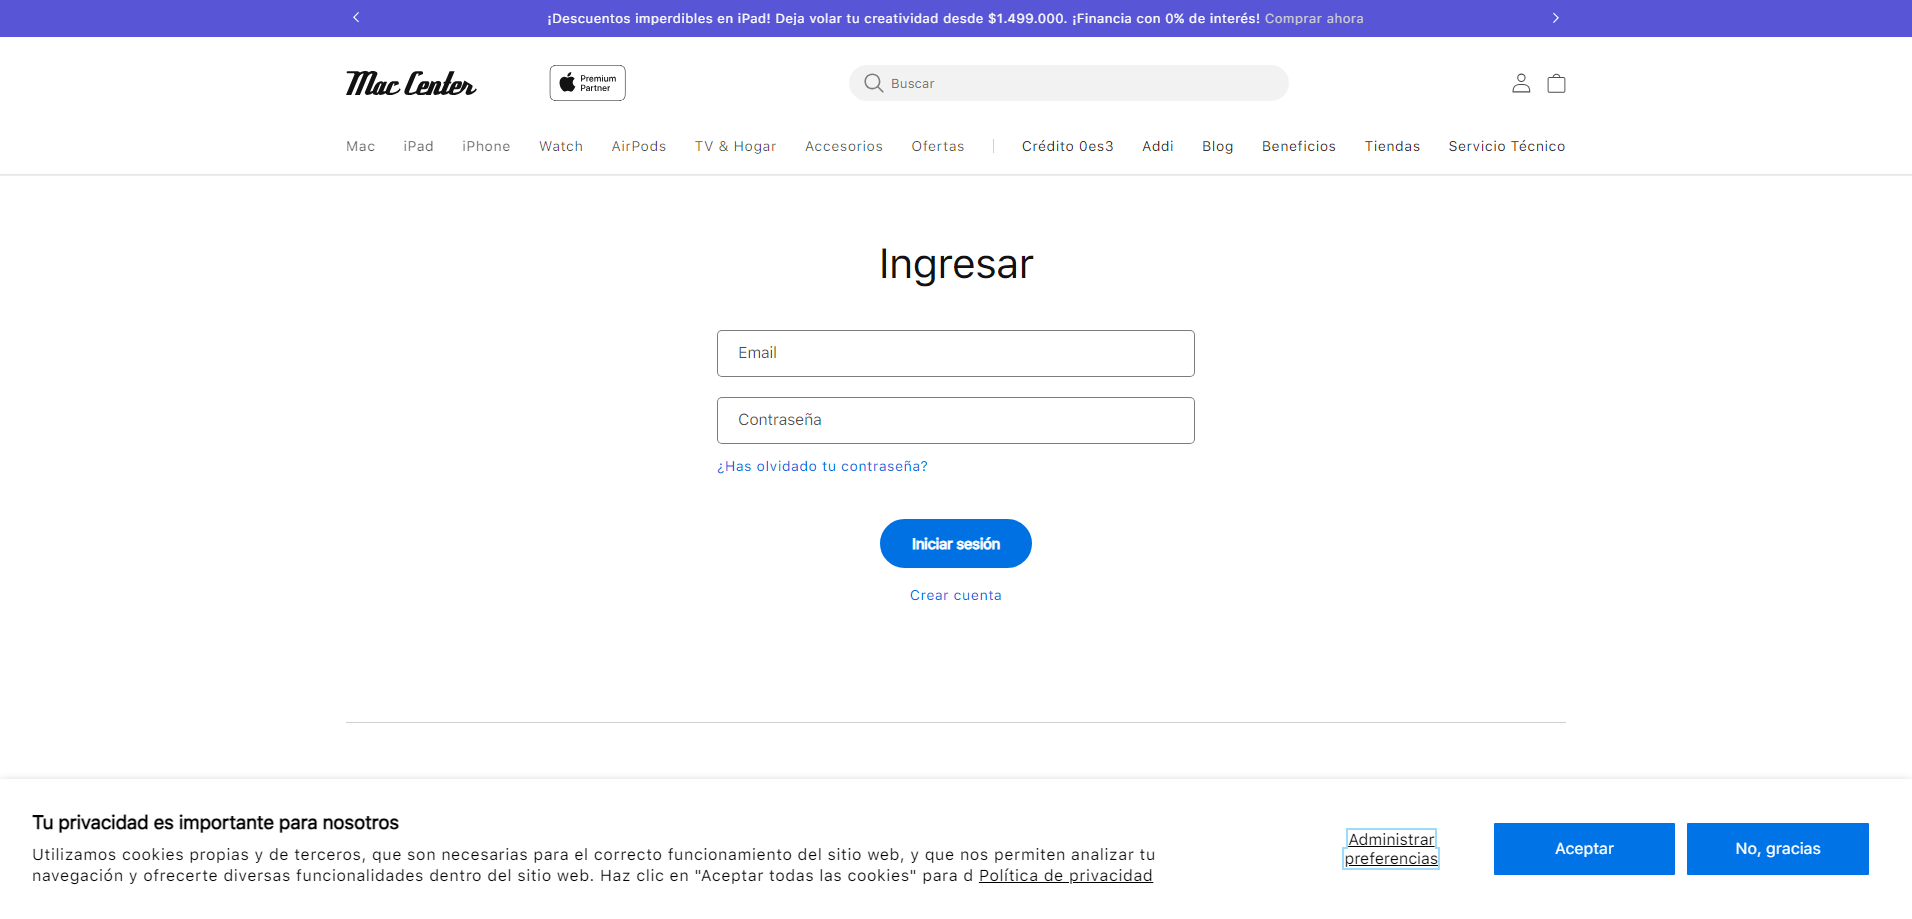 ¡Descuentos imperdibles en iPad! Deja volar tu creatividad desde $1.499.000. ¡Financia con 0% de interés! Comprar ahora
Mac Center
Premium
Partner
Buscar
Mac iPad iPhone Watch AirPods TV & Hogar Accesorios Ofertas Crédito 0es3 Addi Blog Beneficios Tiendas Servicio Técnico
Ingresar
Email
Contraseña
¿Has olvidado tu contraseña?
Iniciar sesión
Crear cuenta
Tu privacidad es importante para nosotros
Utilizamos cookies propias y de terceros, que son necesarias para el correcto funcionamiento del sitio web, y que nos permiten analizar tu
navegación y ofrecerte diversas funcionalidades dentro del sitio web. Haz clic en "Aceptar todas las cookies" para d Política de privacidad
Administrar
preferencias
Aceptar
No, gracias